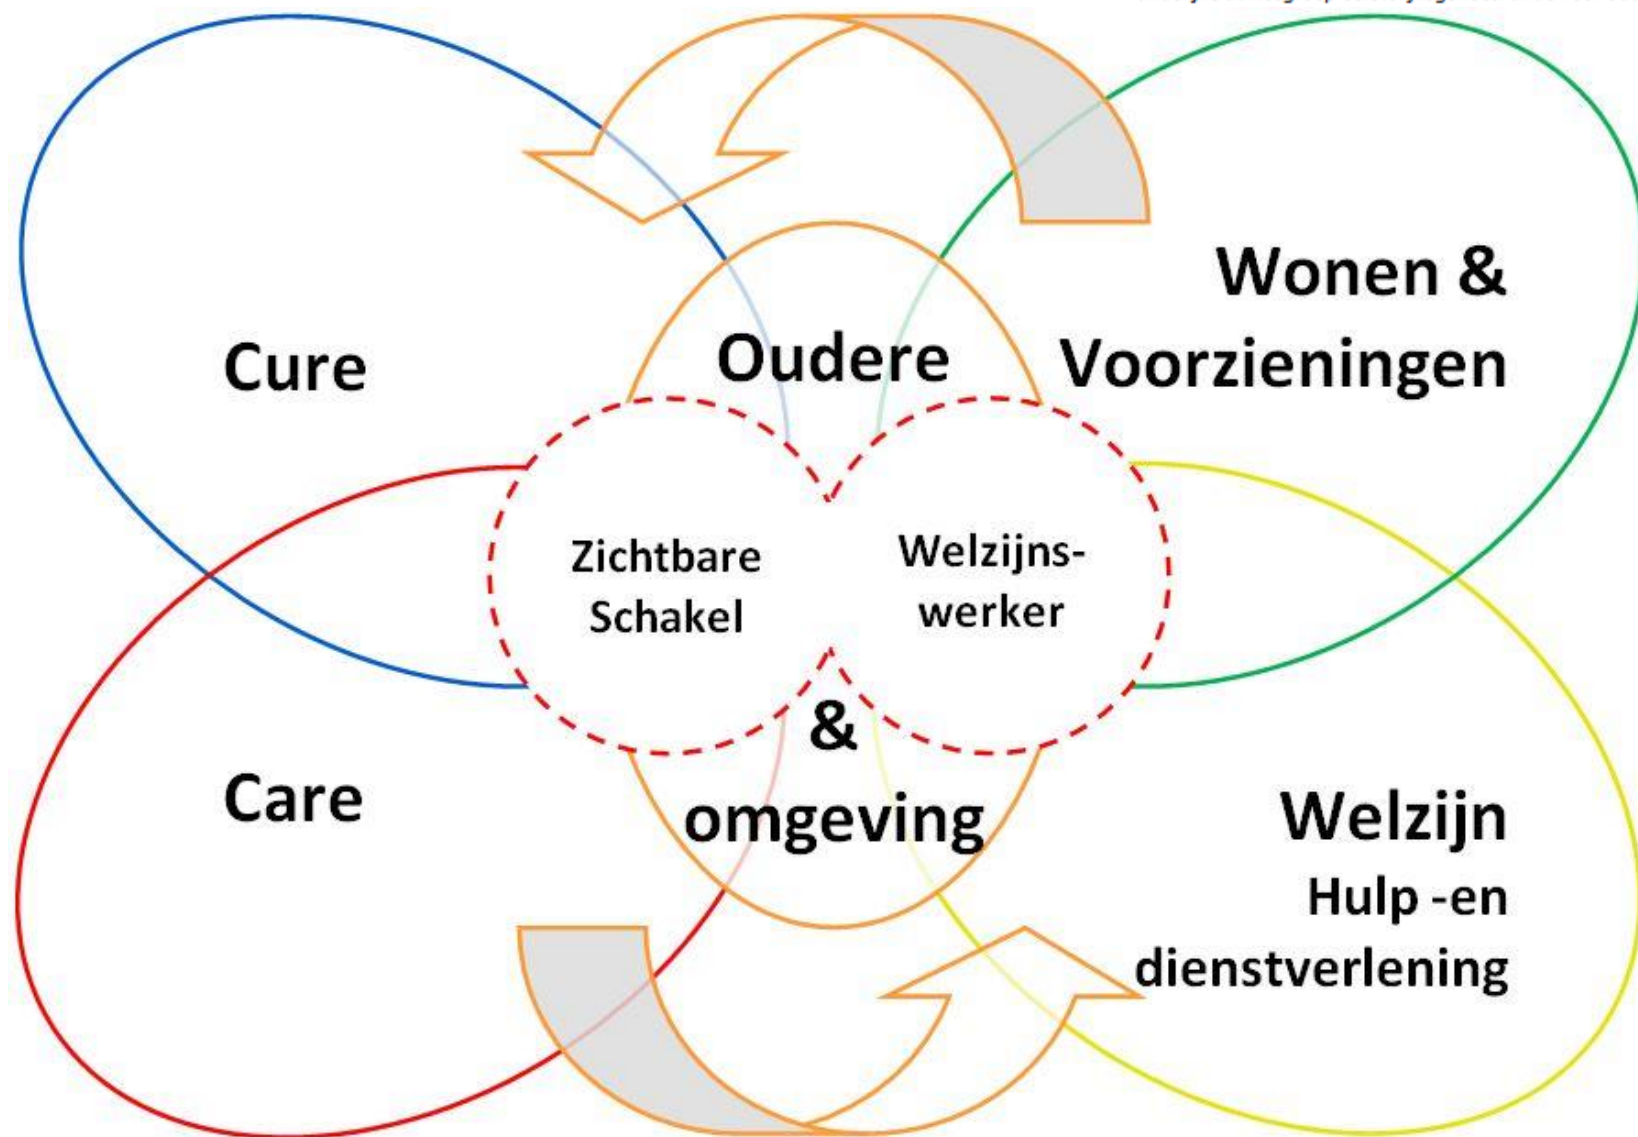 Cure
Oudere
Wonen &
Voorzieningen
Zichtbare
Schakel
Welzijns-
werker
&
omgeving
Care
Welzijn
Hulp -en
dienstverlening